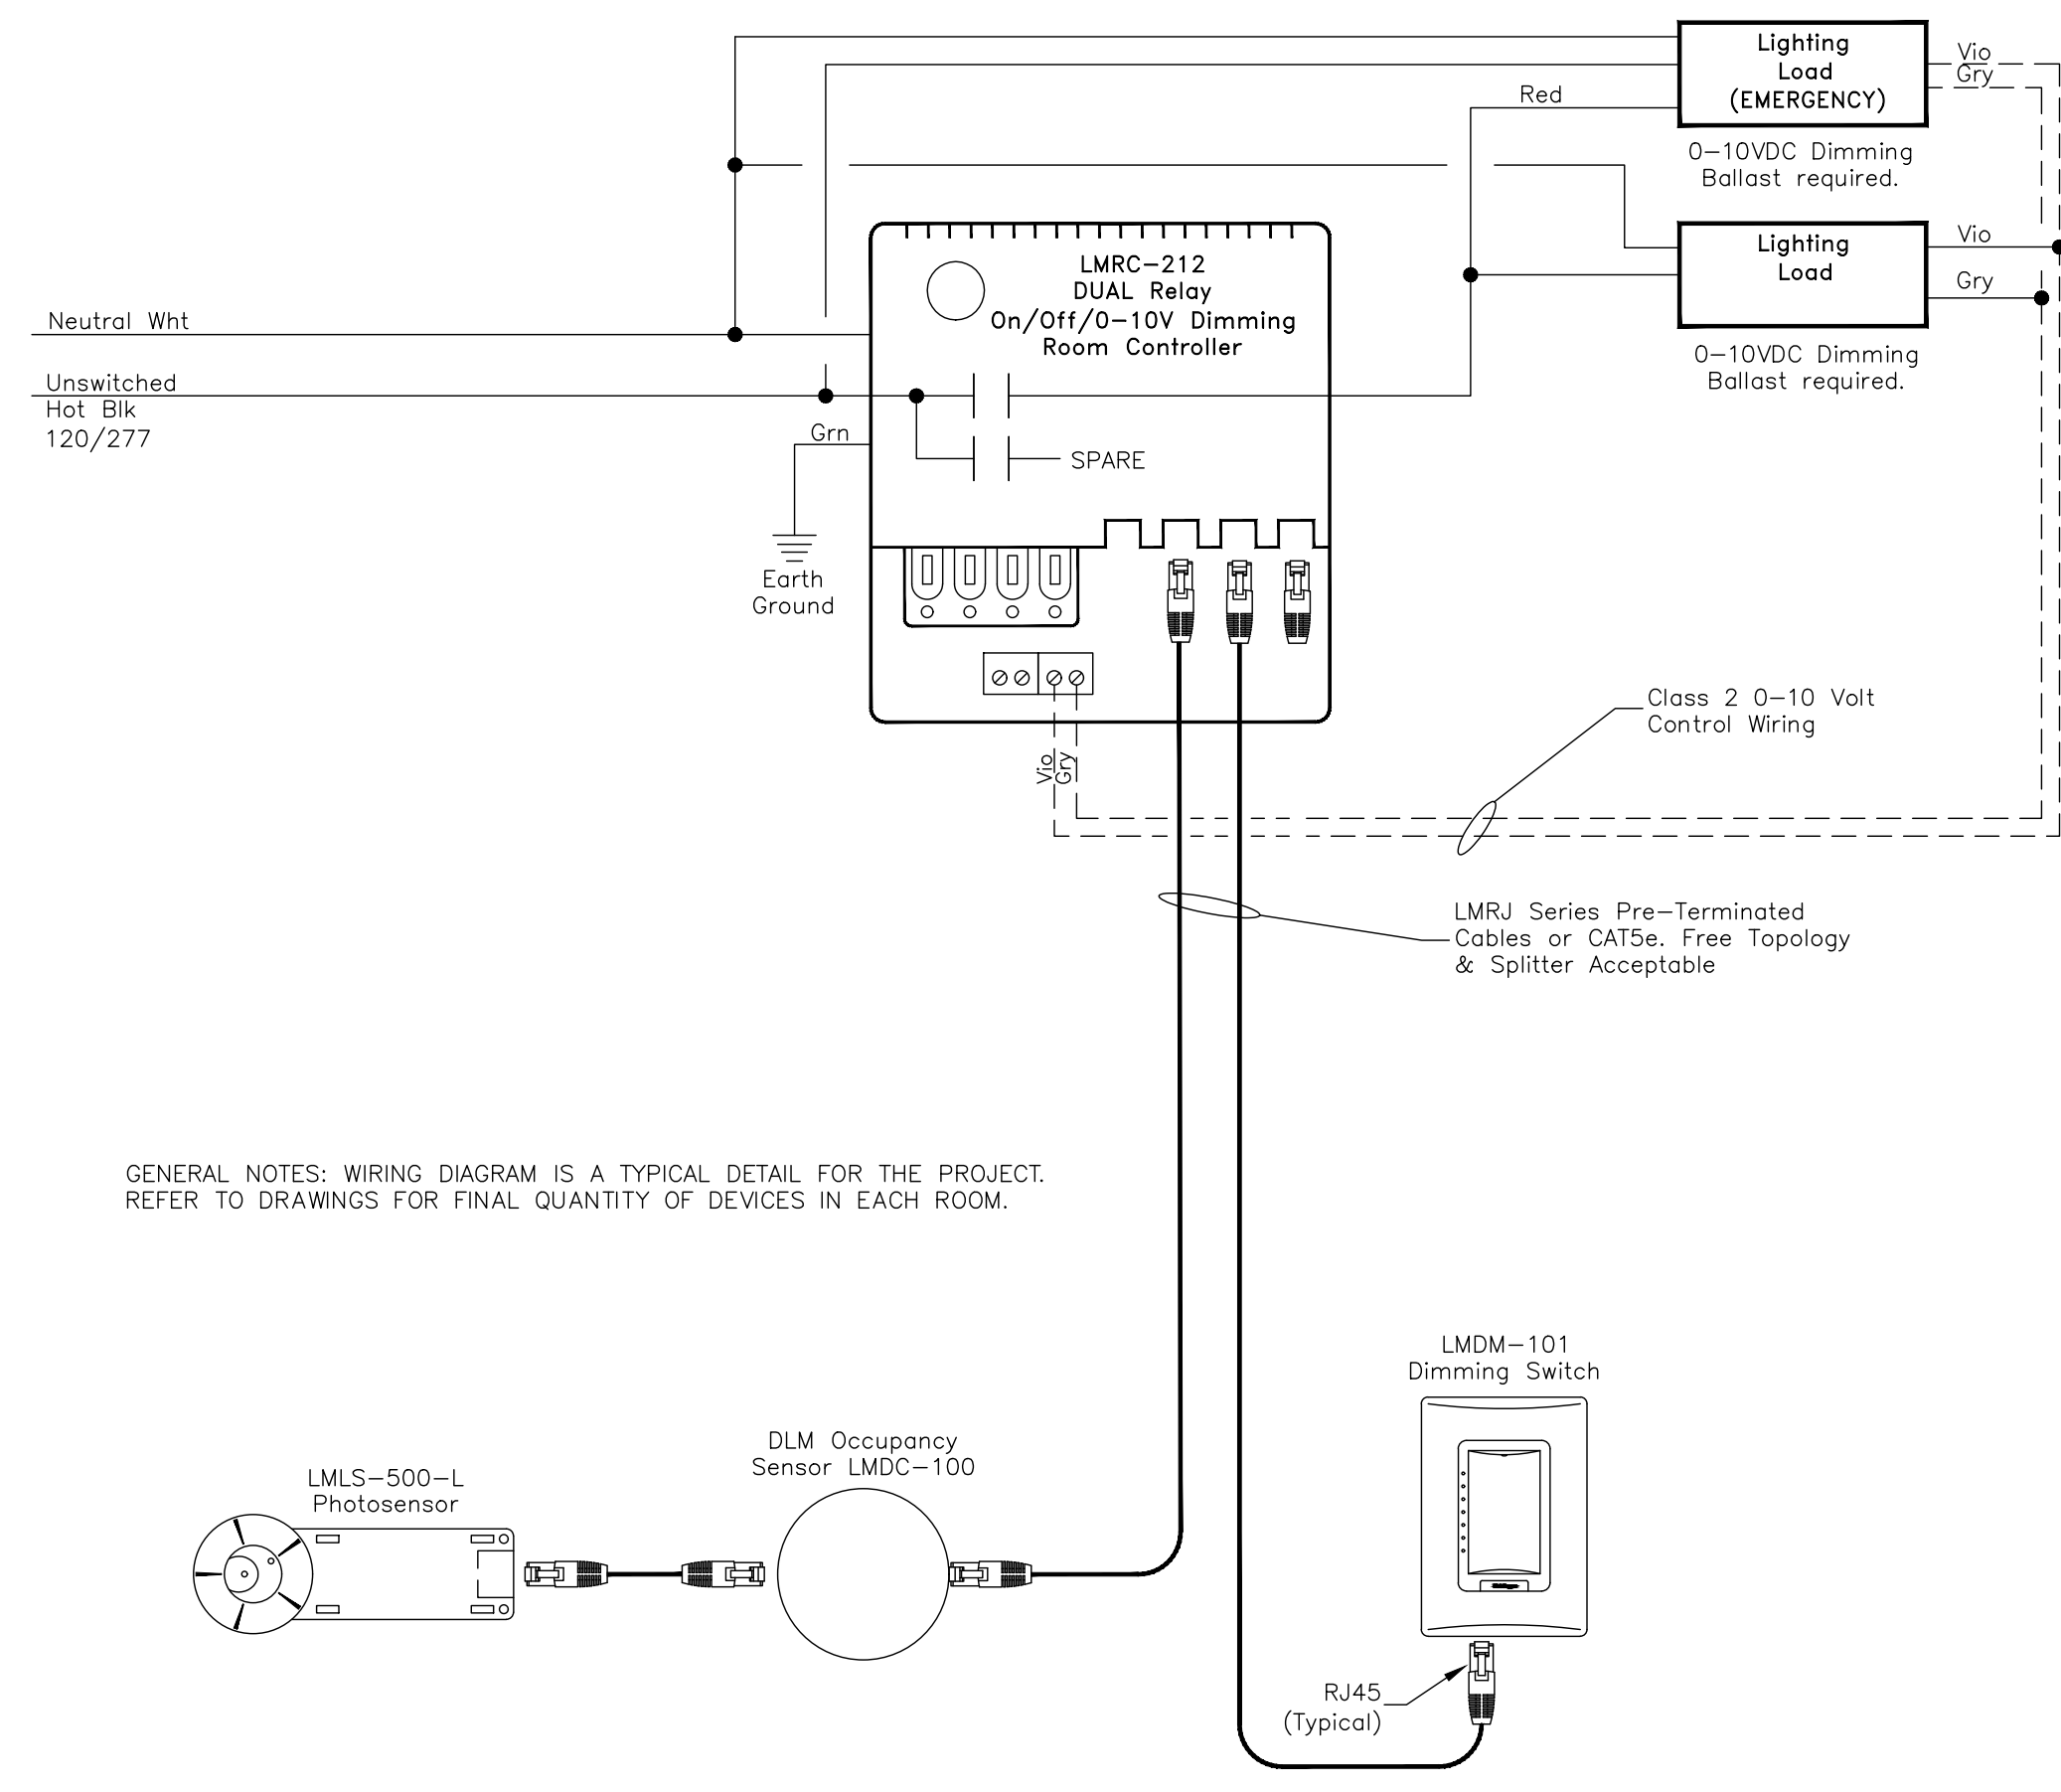 Lighting
Load
(EMERGENCY)
Vio
Gry
Red
0-10VDC Dimming
Ballast required.
Lighting
Load
Vio
Gry
0-10VDC Dimming
Ballast required.
LMRC-212
DUAL Relay
On/Off/0-10V Dimming
Room Controller
Neutral Wht
Unswitched
Hot Blk
120/277
Grn
SPARE
Earth
Ground
Vio
Gry
Class 2 0-10 Volt
Control Wiring
LMRJ Series Pre-Terminated
Cables or CAT5e. Free Topology
& Splitter Acceptable
GENERAL NOTES: WIRING DIAGRAM IS A TYPICAL DETAIL FOR THE PROJECT.
REFER TO DRAWINGS FOR FINAL QUANTITY OF DEVICES IN EACH ROOM.
LMDM-101
Dimming Switch
DLM Occupancy
Sensor LMDC-100
LMLS-500-L
Photosensor
RJ45
(Typical)